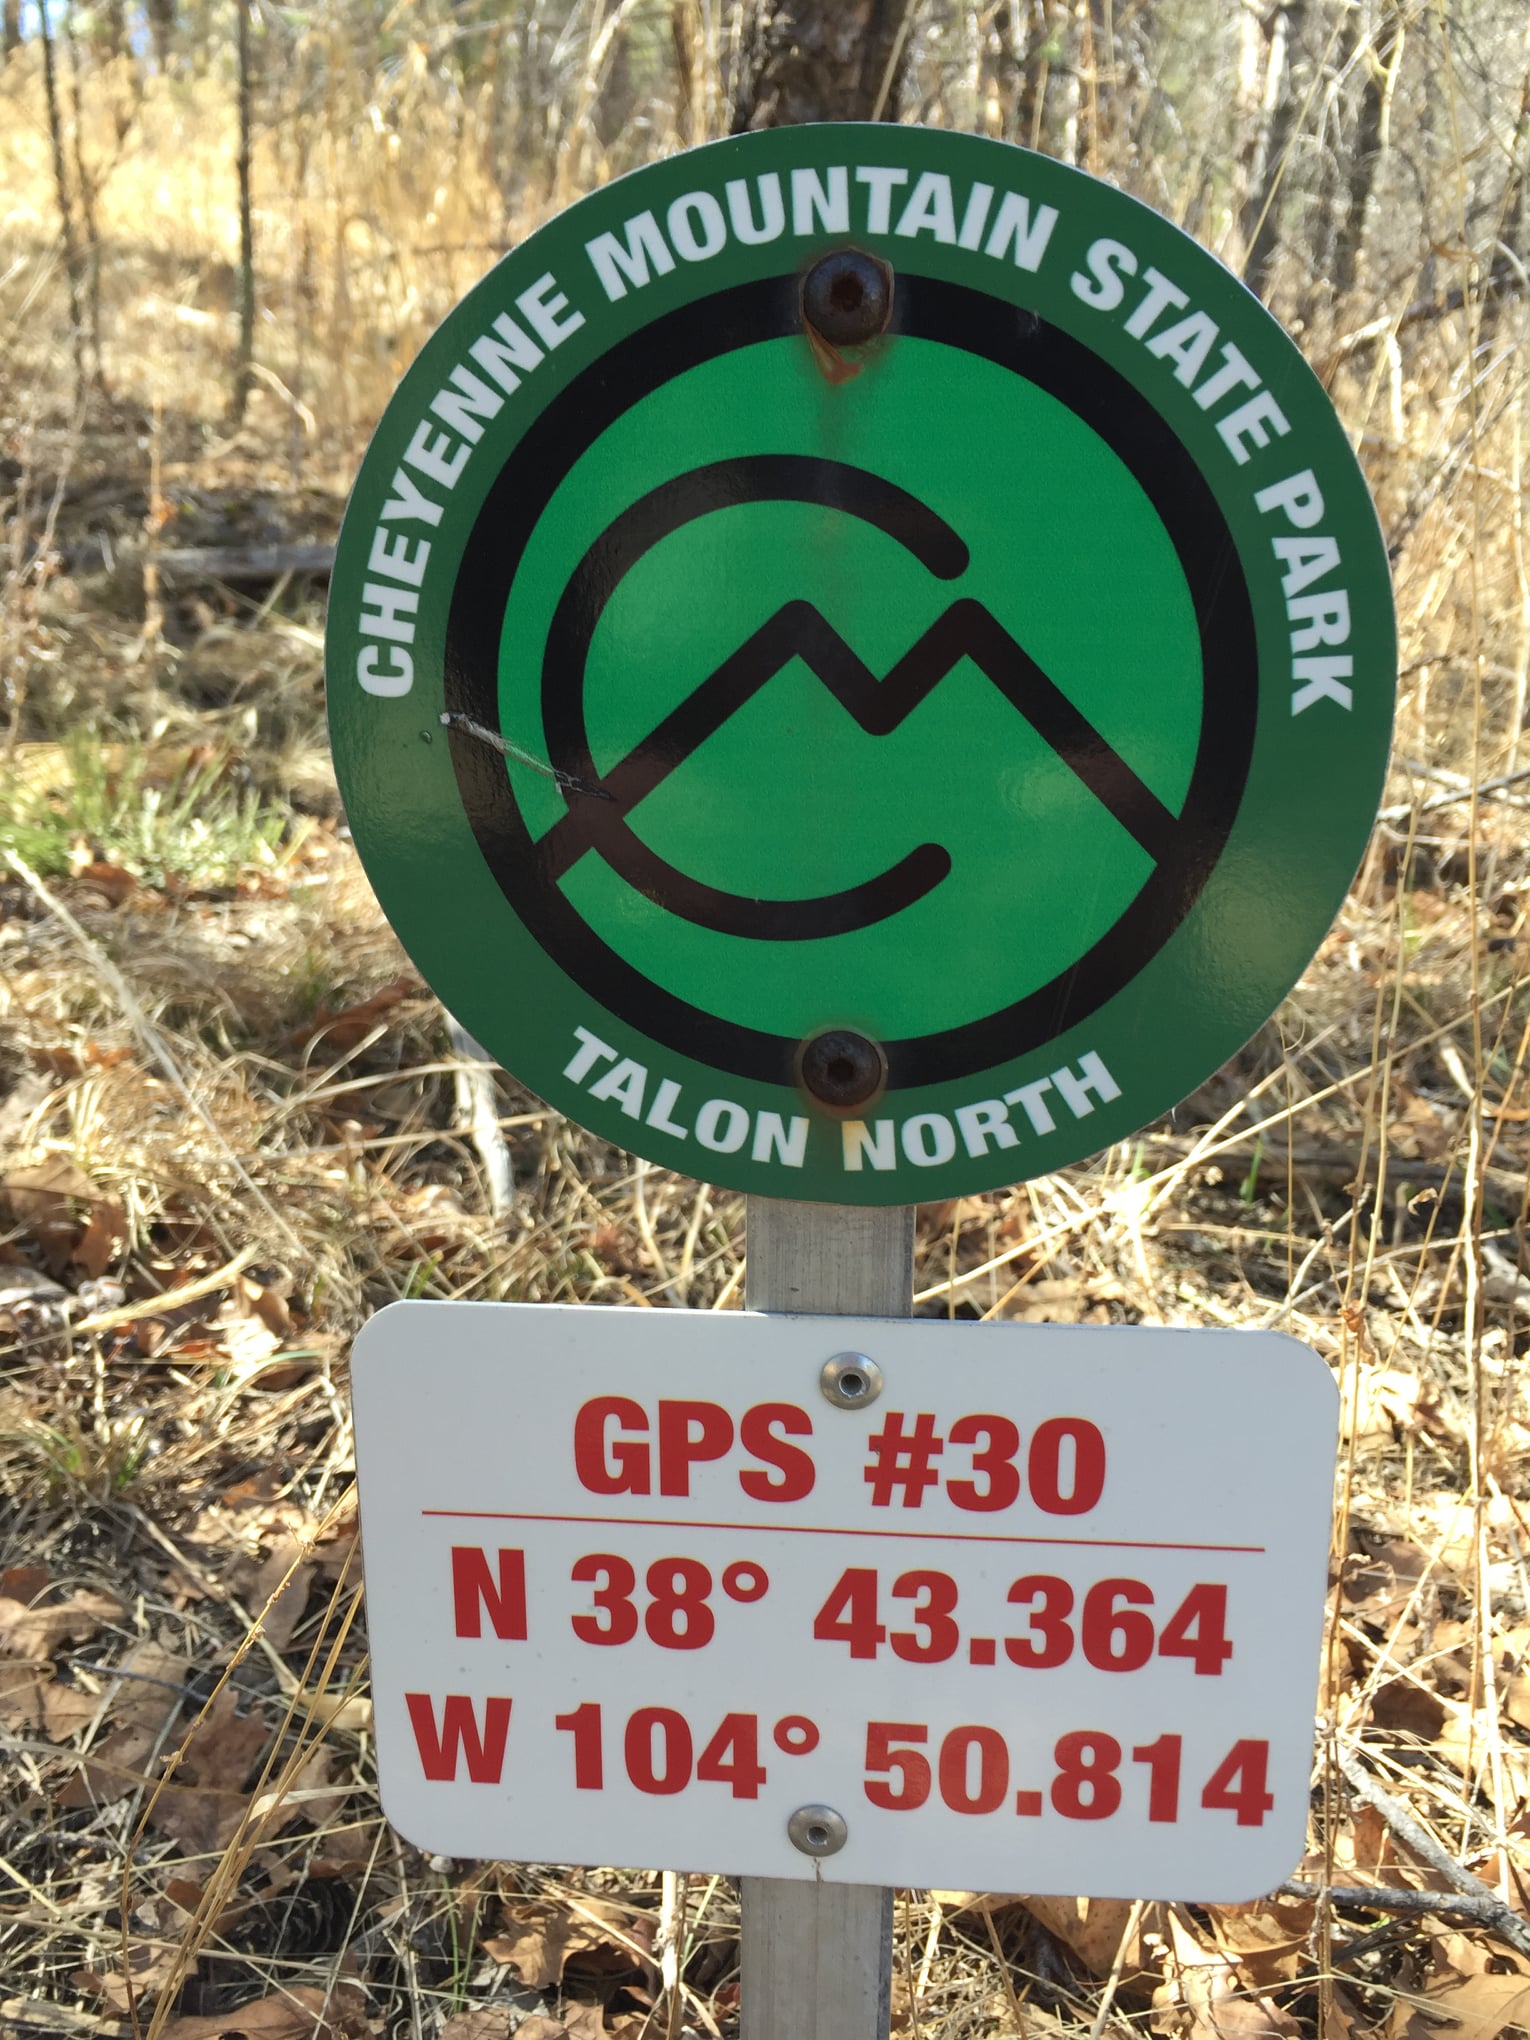 CHEYENNE MOUNTAIN STATE PARK
TALON NORTH
GPS #30
N 38° 43.364
W 104° 50.814